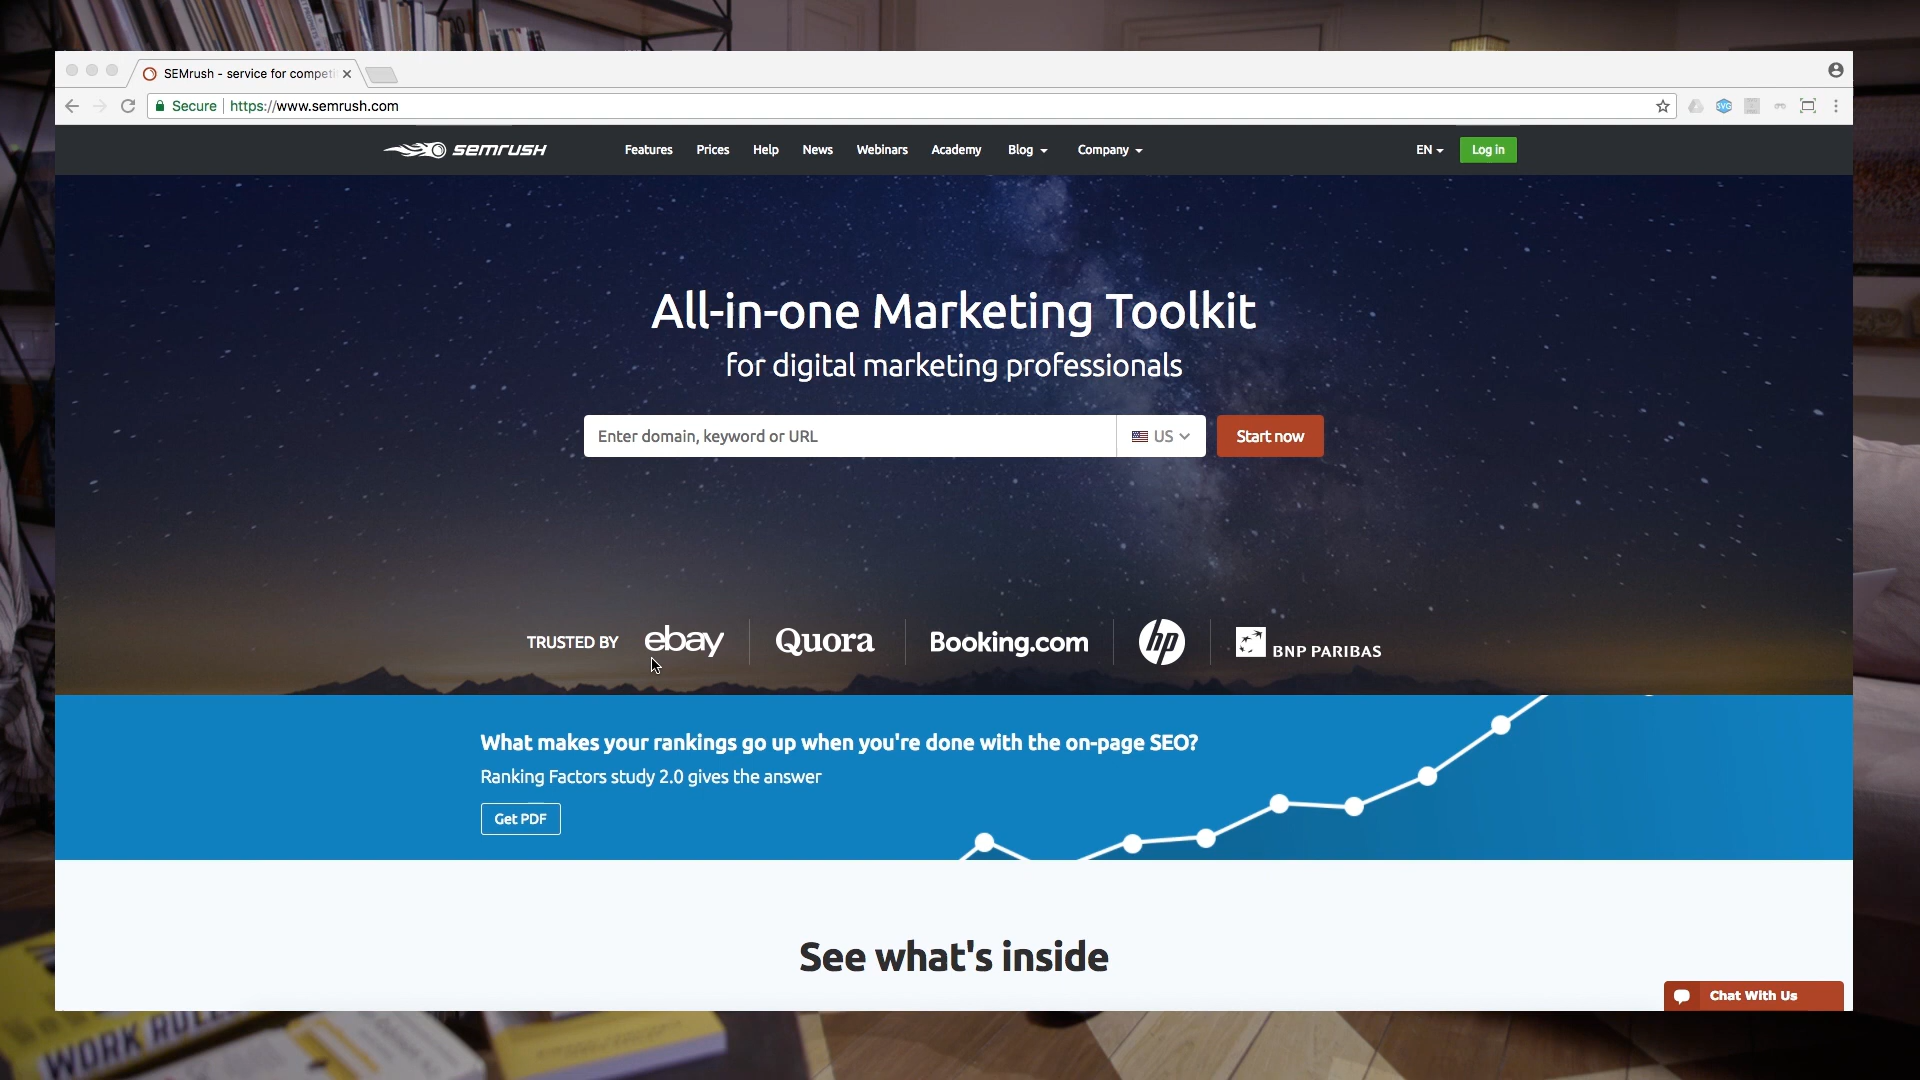 SEMrush - service for competi
Secure
https://www.semrush.com
SVG
semrush
Features
Prices
Help
News
Webinars
Academy
Blog
Company
EN
Log in
All-in-one Marketing Toolkit
for digital marketing professionals
Enter domain, keyword or URL
US
Start now
TRUSTED BY
ebay
Quora
Booking.com
hp
BNP PARIBAS
What makes your rankings go up when you're done with the on-page SEO?
Ranking Factors study 2.0 gives the answer
Get PDF
See what's inside
Chat With Us
WORK RULES